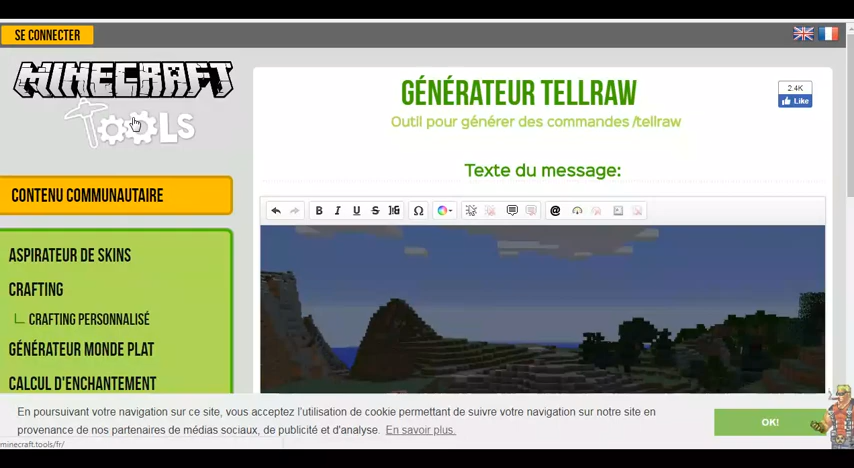 SE CONNECTER
MINECRAFT
TOOLS
CONTENU COMMUNAUTAIRE
ASPIRATEUR DE SKINS
CRAFTING
CRAFTING PERSONNALISÉ
GÉNÉRATEUR MONDE PLAT
CALCUL D'ENCHANTEMENT
GÉNÉRATEUR TELLRAW
2.4K
Like
Outil pour générer des commandes /tellraw
Texte du message:
B I U S
Ω
@
En poursuivant votre navigation sur ce site, vous acceptez l'utilisation de cookie permettant de suivre votre navigation sur notre site en
provenance de nos partenaires de médias sociaux, de publicité et d'analyse. En savoir plus.
OK!
minecraft.tools/fr/